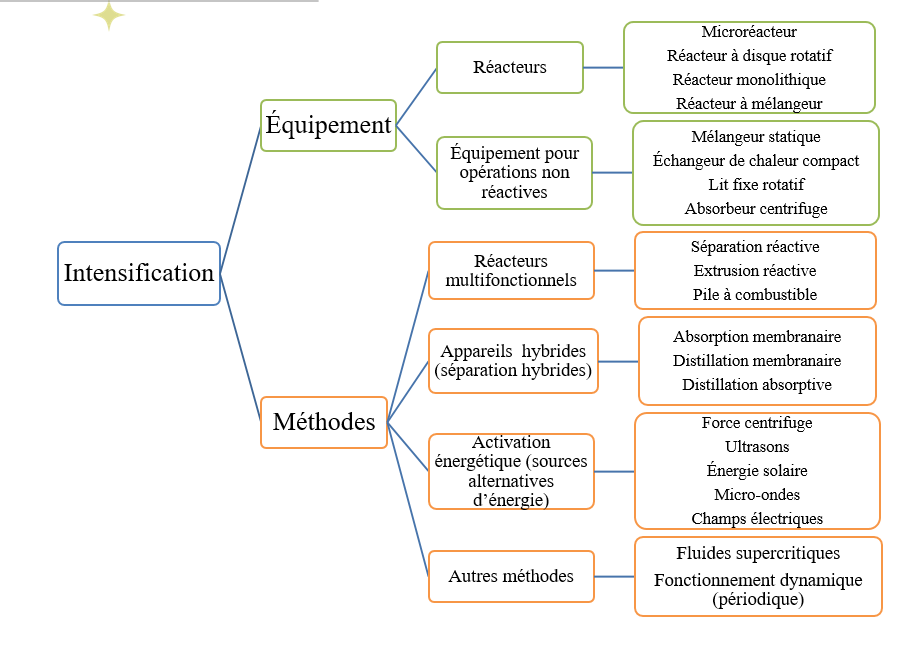 Intensification
Équipement
Réacteurs
Microréacteur
Réacteur à disque rotatif
Réacteur monolithique
Réacteur à mélangeur
Équipement pour
opérations non
réactives
Mélangeur statique
Échangeur de chaleur compact
Lit fixe rotatif
Absorbeur centrifuge
Méthodes
Réacteurs
multifonctionnels
Séparation réactive
Extrusion réactive
Pile à combustible
Appareils  hybrides
(séparation hybrides)
Absorption membranaire
Distillation membranaire
Distillation absorptive
Activation
énergétique (sources
alternatives
d’énergie)
Force centrifuge
Ultrasons
Énergie solaire
Micro-ondes
Champs électriques
Autres méthodes
Fluides supercritiques
Fonctionnement dynamique
(périodique)